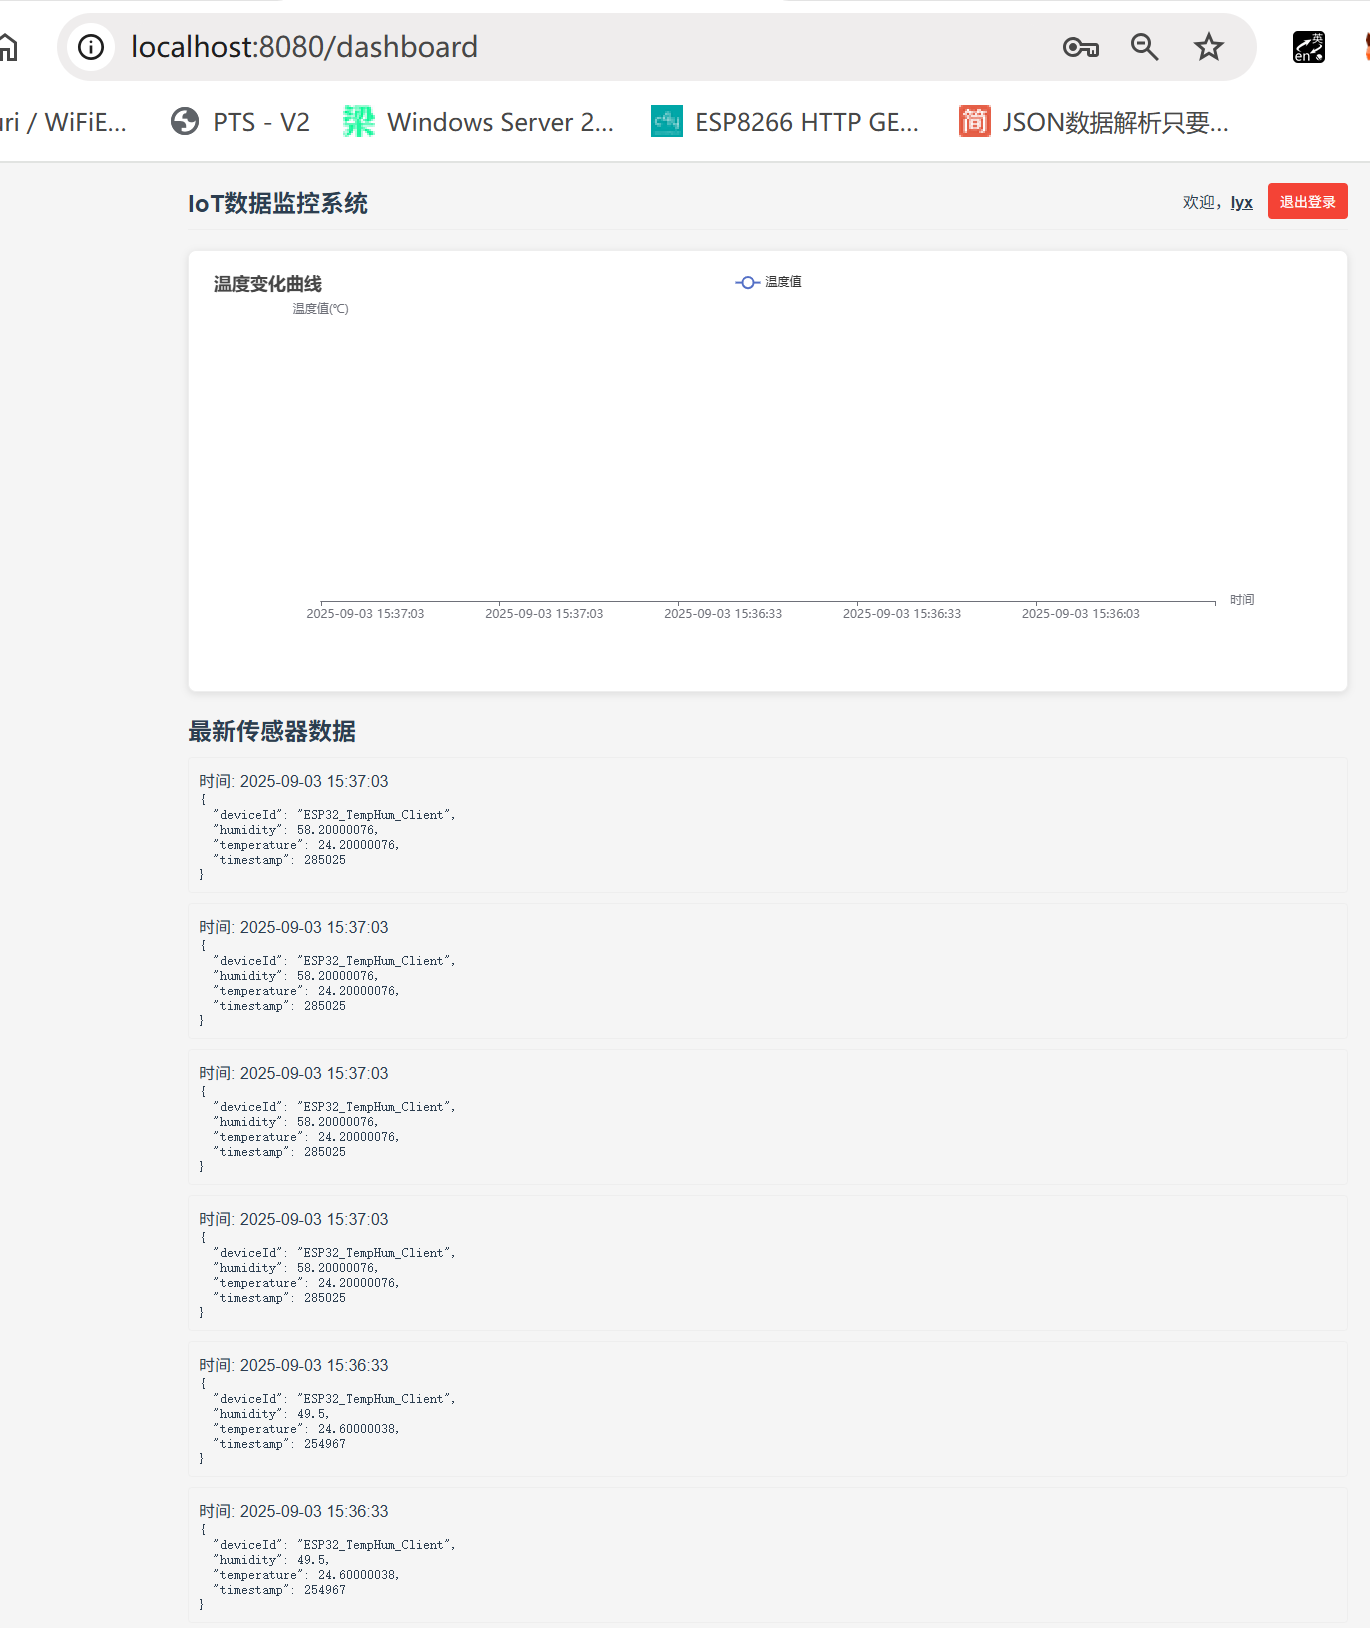 localhost:8080/dashboard
英
en
uri / WiFiE...
PTS - V2
梁
Windows Server 2...
c4y
ESP8266 HTTP GE...
简
JSON数据解析只要...
IoT数据监控系统
欢迎，lyx
退出登录
温度变化曲线
温度值
温度值(℃)
时间
2025-09-03 15:37:03
2025-09-03 15:37:03
2025-09-03 15:36:33
2025-09-03 15:36:33
2025-09-03 15:36:03
最新传感器数据
时间: 2025-09-03 15:37:03
{
"deviceId": "ESP32_TempHum_Client",
"humidity": 58.20000076,
"temperature": 24.20000076,
"timestamp": 285025
}
时间: 2025-09-03 15:37:03
{
"deviceId": "ESP32_TempHum_Client",
"humidity": 58.20000076,
"temperature": 24.20000076,
"timestamp": 285025
}
时间: 2025-09-03 15:37:03
{
"deviceId": "ESP32_TempHum_Client",
"humidity": 58.20000076,
"temperature": 24.20000076,
"timestamp": 285025
}
时间: 2025-09-03 15:37:03
{
"deviceId": "ESP32_TempHum_Client",
"humidity": 58.20000076,
"temperature": 24.20000076,
"timestamp": 285025
}
时间: 2025-09-03 15:36:33
{
"deviceId": "ESP32_TempHum_Client",
"humidity": 49.5,
"temperature": 24.60000038,
"timestamp": 254967
}
时间: 2025-09-03 15:36:33
{
"deviceId": "ESP32_TempHum_Client",
"humidity": 49.5,
"temperature": 24.60000038,
"timestamp": 254967
}